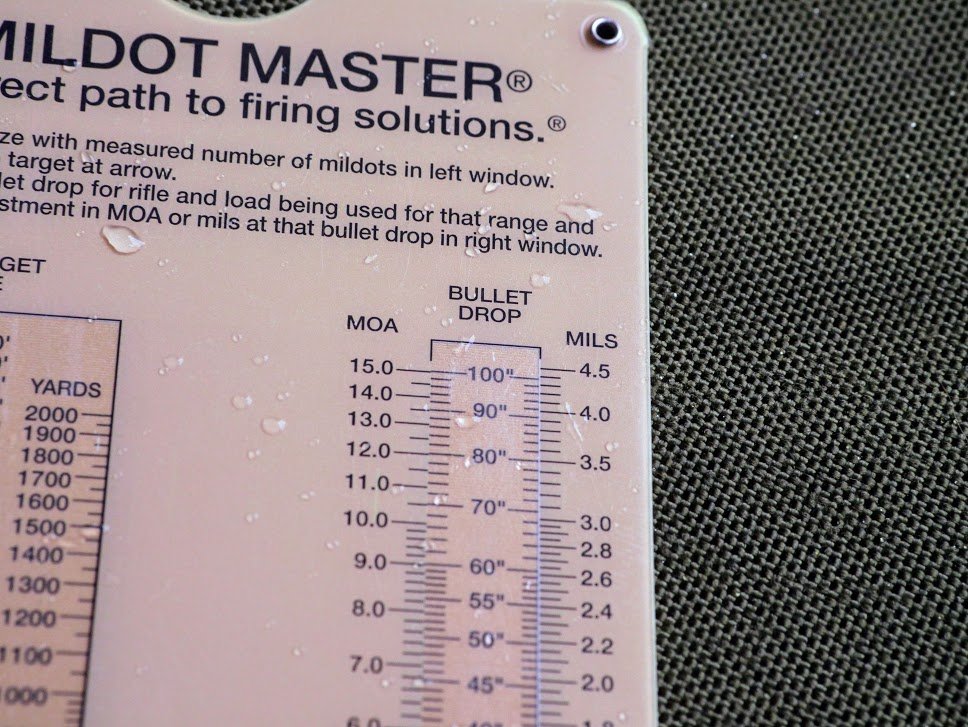 MILDOT MASTER®
ect path to firing solutions.®
ze with measured number of mildots in left window.
target at arrow.
let drop for rifle and load being used for that range and
stment in MOA or mils at that bullet drop in right window.
GET
E
YARDS
2000
1900
1800
1700
1600
1500
1400
1300
1200
1100
1000
MOA
15.0
14.0
13.0
12.0
11.0
10.0
9.0
8.0
7.0
6.0
BULLET
DROP
100"
90"
80"
70"
60"
55"
50"
45"
MILS
4.5
4.0
3.5
3.0
2.8
2.6
2.4
2.2
2.0